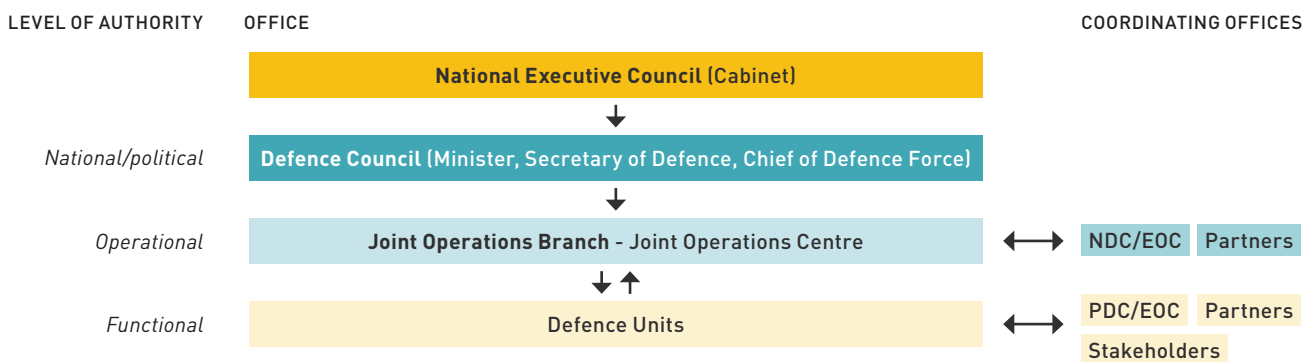 LEVEL OF AUTHORITY OFFICE COORDINATING OFFICES
National Executive Council (Cabinet)
National/political Defence Council (Minister, Secretary of Defence, Chief of Defence Force)
Operational Joint Operations Branch - Joint Operations Centre NDC/EOC Partners
Functional Defence Units PDC/EOC Partners
Stakeholders